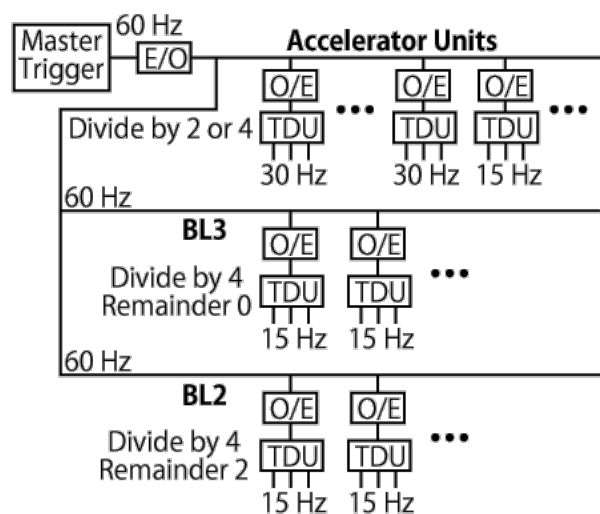 60 Hz
Master
Trigger
E/O
Accelerator Units
O/E O/E O/E
•••
•••
Divide by 2 or 4
TDU TDU TDU
30 Hz 30 Hz 15 Hz
60 Hz
BL3
O/E O/E
•••
Divide by 4
Remainder 0
TDU TDU
15 Hz 15 Hz
60 Hz
BL2
O/E O/E
•••
Divide by 4
Remainder 2
TDU TDU
15 Hz 15 Hz